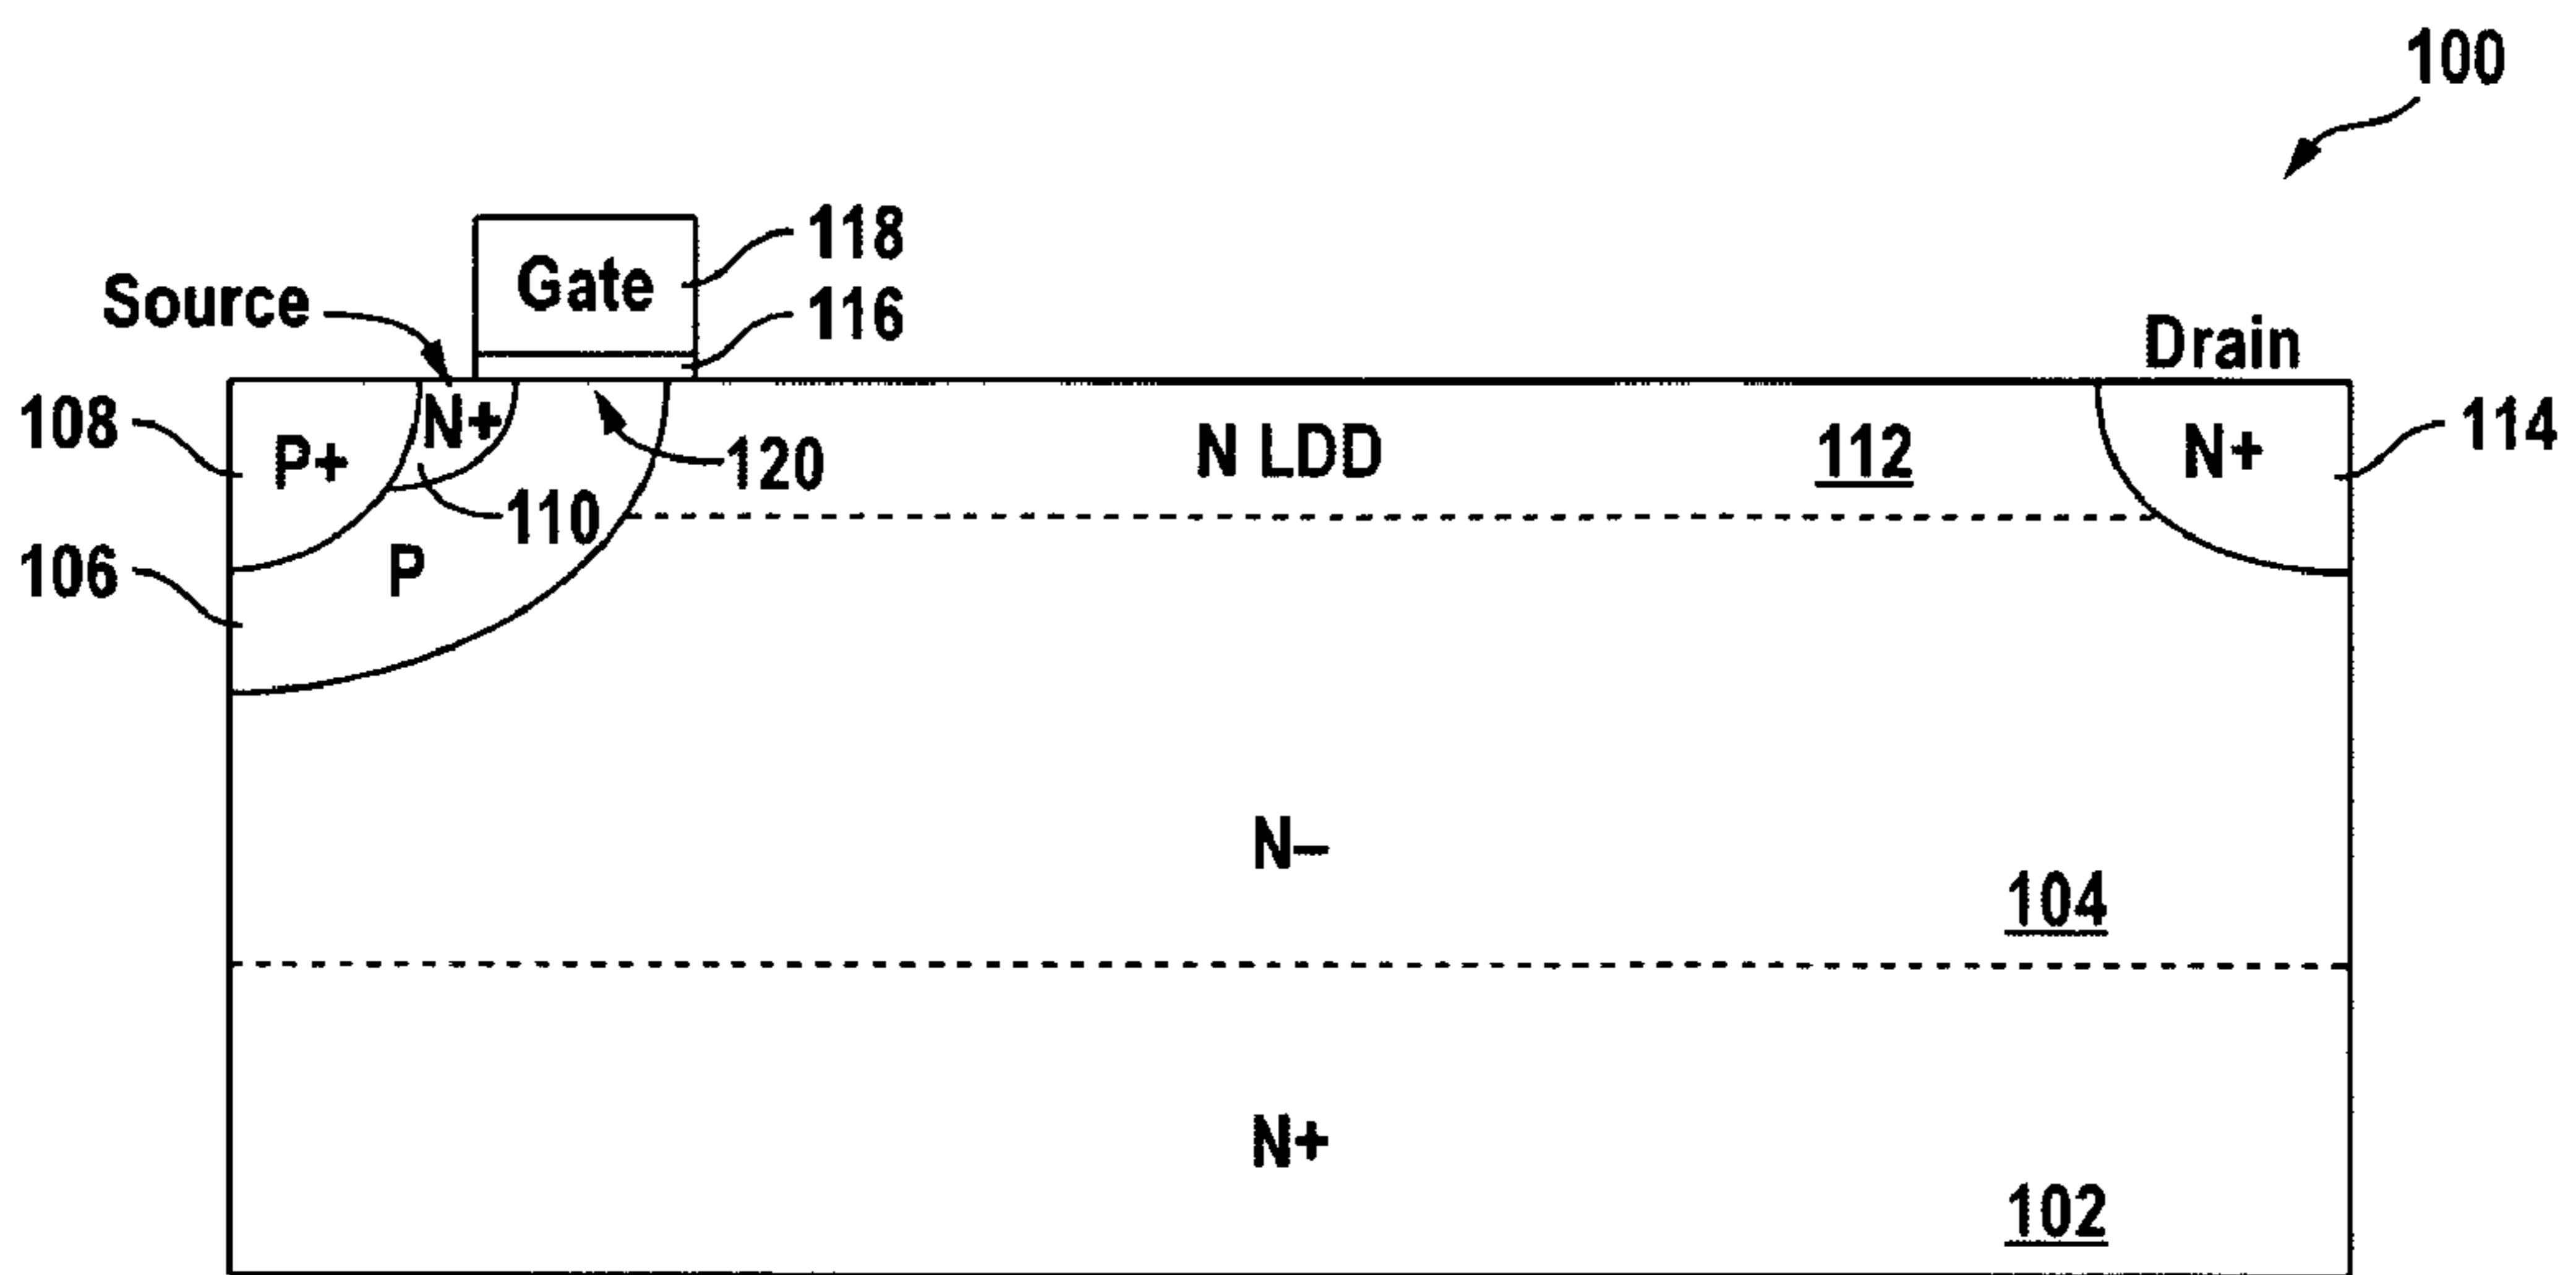 100
118
Gate
Source
116
Drain
108
P+
N+
120
N LDD
112
N+
114
110
106
P
N–
104
N+
102